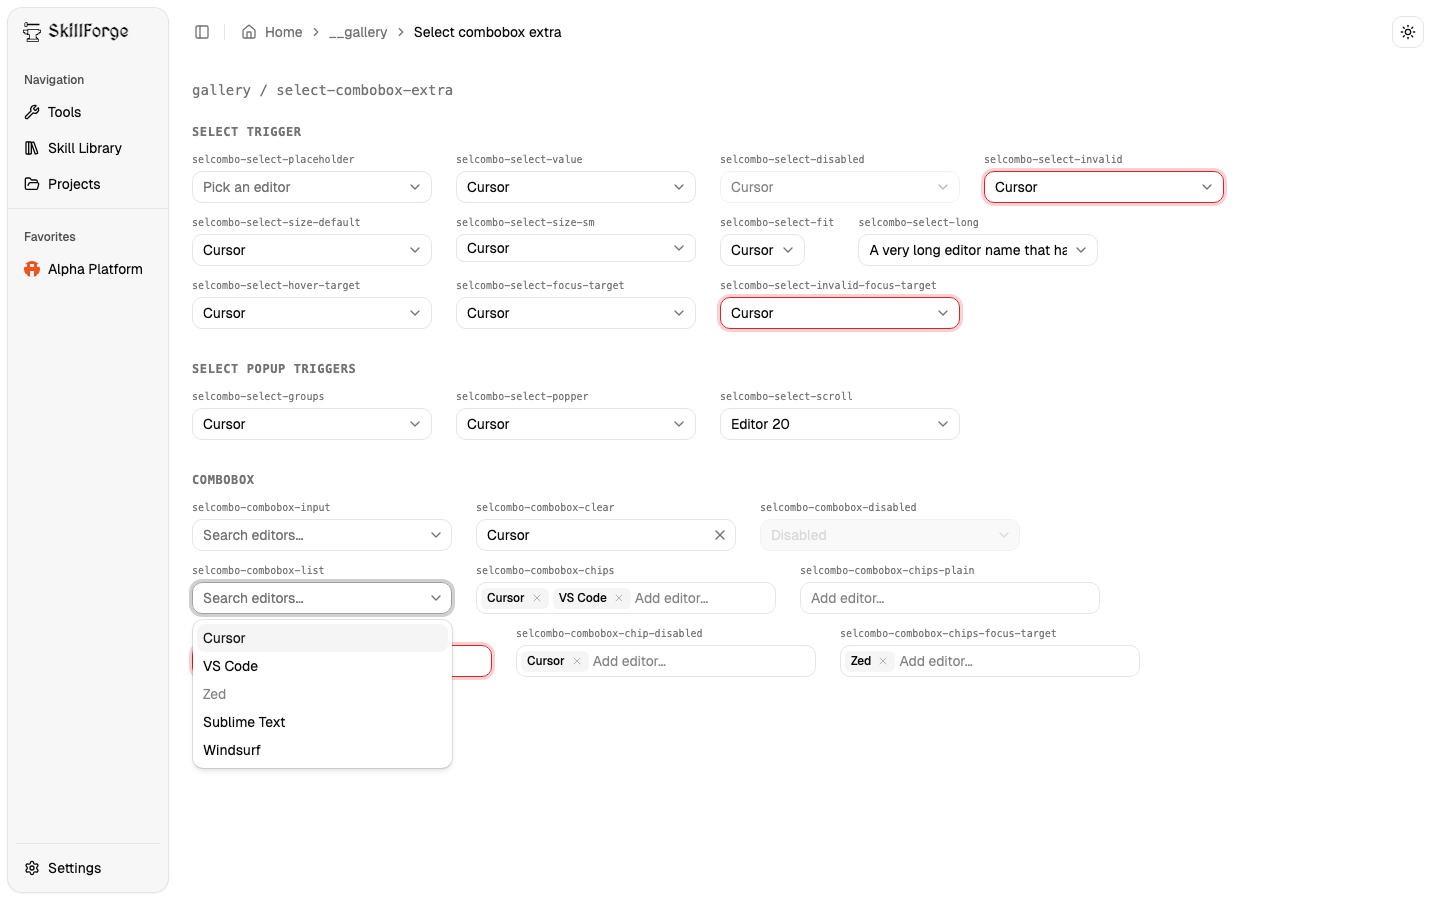 SkillForge
Navigation
Tools
Skill Library
Projects
Favorites
Alpha Platform
Settings
Home > __gallery > Select combobox extra
gallery / select-combobox-extra
SELECT TRIGGER
selcombo-select-placeholder
Pick an editor
selcombo-select-value
Cursor
selcombo-select-disabled
Cursor
selcombo-select-invalid
Cursor
selcombo-select-size-default
Cursor
selcombo-select-size-sm
Cursor
selcombo-select-fit
Cursor
selcombo-select-long
A very long editor name that ha
selcombo-select-hover-target
Cursor
selcombo-select-focus-target
Cursor
selcombo-select-invalid-focus-target
Cursor
SELECT POPUP TRIGGERS
selcombo-select-groups
Cursor
selcombo-select-popper
Cursor
selcombo-select-scroll
Editor 20
COMBOBOX
selcombo-combobox-input
Search editors…
selcombo-combobox-clear
Cursor
selcombo-combobox-disabled
Disabled
selcombo-combobox-list
Search editors…
Cursor
VS Code
Zed
Sublime Text
Windsurf
selcombo-combobox-chips
Cursor VS Code Add editor…
selcombo-combobox-chips-plain
Add editor…
selcombo-combobox-chip-disabled
Cursor Add editor…
selcombo-combobox-chips-focus-target
Zed Add editor…